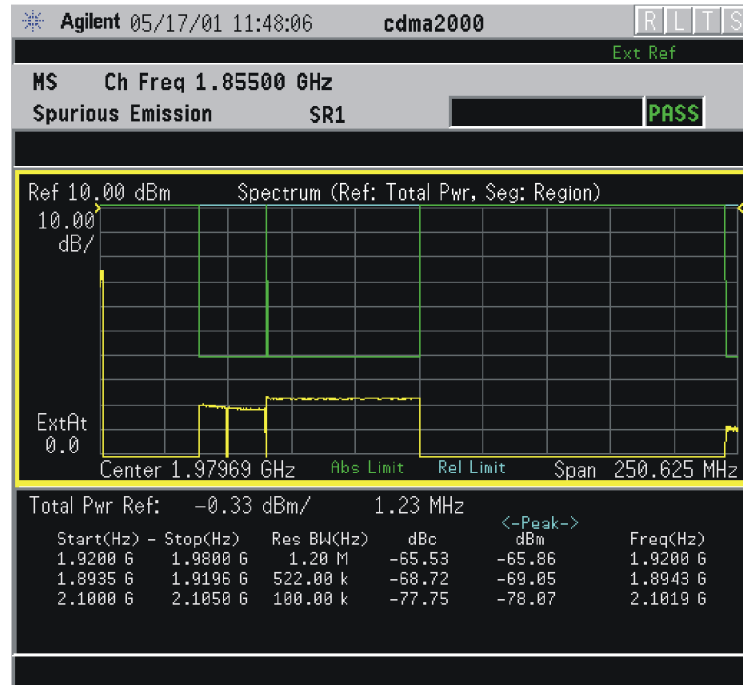 Agilent 05/17/01 11:48:06 cdma2000 R L T S
Ext Ref
MS Ch Freq 1.85500 GHz
Spurious Emission SR1 PASS
Ref 10.00 dBm Spectrum (Ref: Total Pwr, Seg: Region)
10.00
dB/
ExtAt
0.0
Center 1.97969 GHz Abs Limit Rel Limit Span 250.625 MHz
Total Pwr Ref: -0.33 dBm/ 1.23 MHz
<-Peak->
Start(Hz) - Stop(Hz) Res BW(Hz) dBc dBm Freq(Hz)
1.9200 G 1.9800 G 1.20 M -65.53 -65.86 1.9200 G
1.8935 G 1.9196 G 522.00 k -68.72 -69.05 1.8943 G
2.1000 G 2.1050 G 100.00 k -77.75 -78.07 2.1019 G